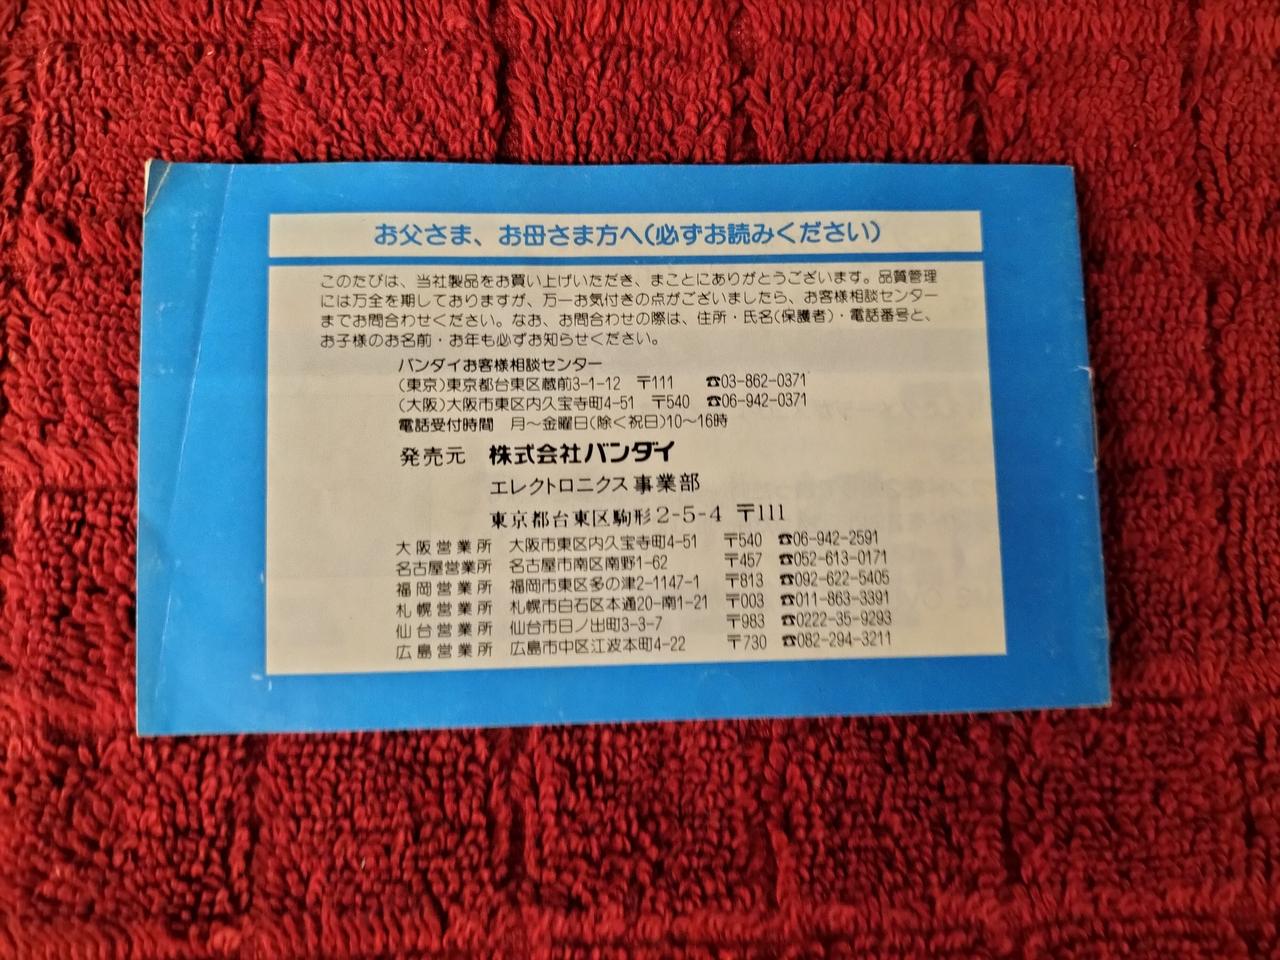 お父さま、お母さま方へ(必ずお読みください)
このたびは、当社製品をお買い上げいただき、まことにありがとうございます。品質管理
には万全を期しておりますが、万一お気付きの点がございましたら、お客様相談センター
までお問合わせください。なお、お問合わせの際は、住所・氏名(保護者)・電話番号と、
お子様のお名前・お年も必ずお知らせください。
バンダイお客様相談センター
(東京)東京都台東区蔵前3-1-12 〒111 ☎03-862-0371
(大阪)大阪市東区内久宝寺町4-51 〒540 ☎06-942-0371
電話受付時間 月〜金曜日(除く祝日)10〜16時
発売元 株式会社バンダイ
エレクトロニクス事業部
東京都台東区駒形2-5-4 〒111
大阪営業所 大阪市東区内久宝寺町4-51 〒540 ☎06-942-2591
名古屋営業所 名古屋市南区南野1-62 〒457 ☎052-613-0171
福岡営業所 福岡市東区多の津2-1147-1 〒813 ☎092-622-5405
札幌営業所 札幌市白石区本通20-南1-21 〒003 ☎011-863-3391
仙台営業所 仙台市日ノ出町3-3-7 〒983 ☎0222-35-9293
広島営業所 広島市中区江波本町4-22 〒730 ☎082-294-3211